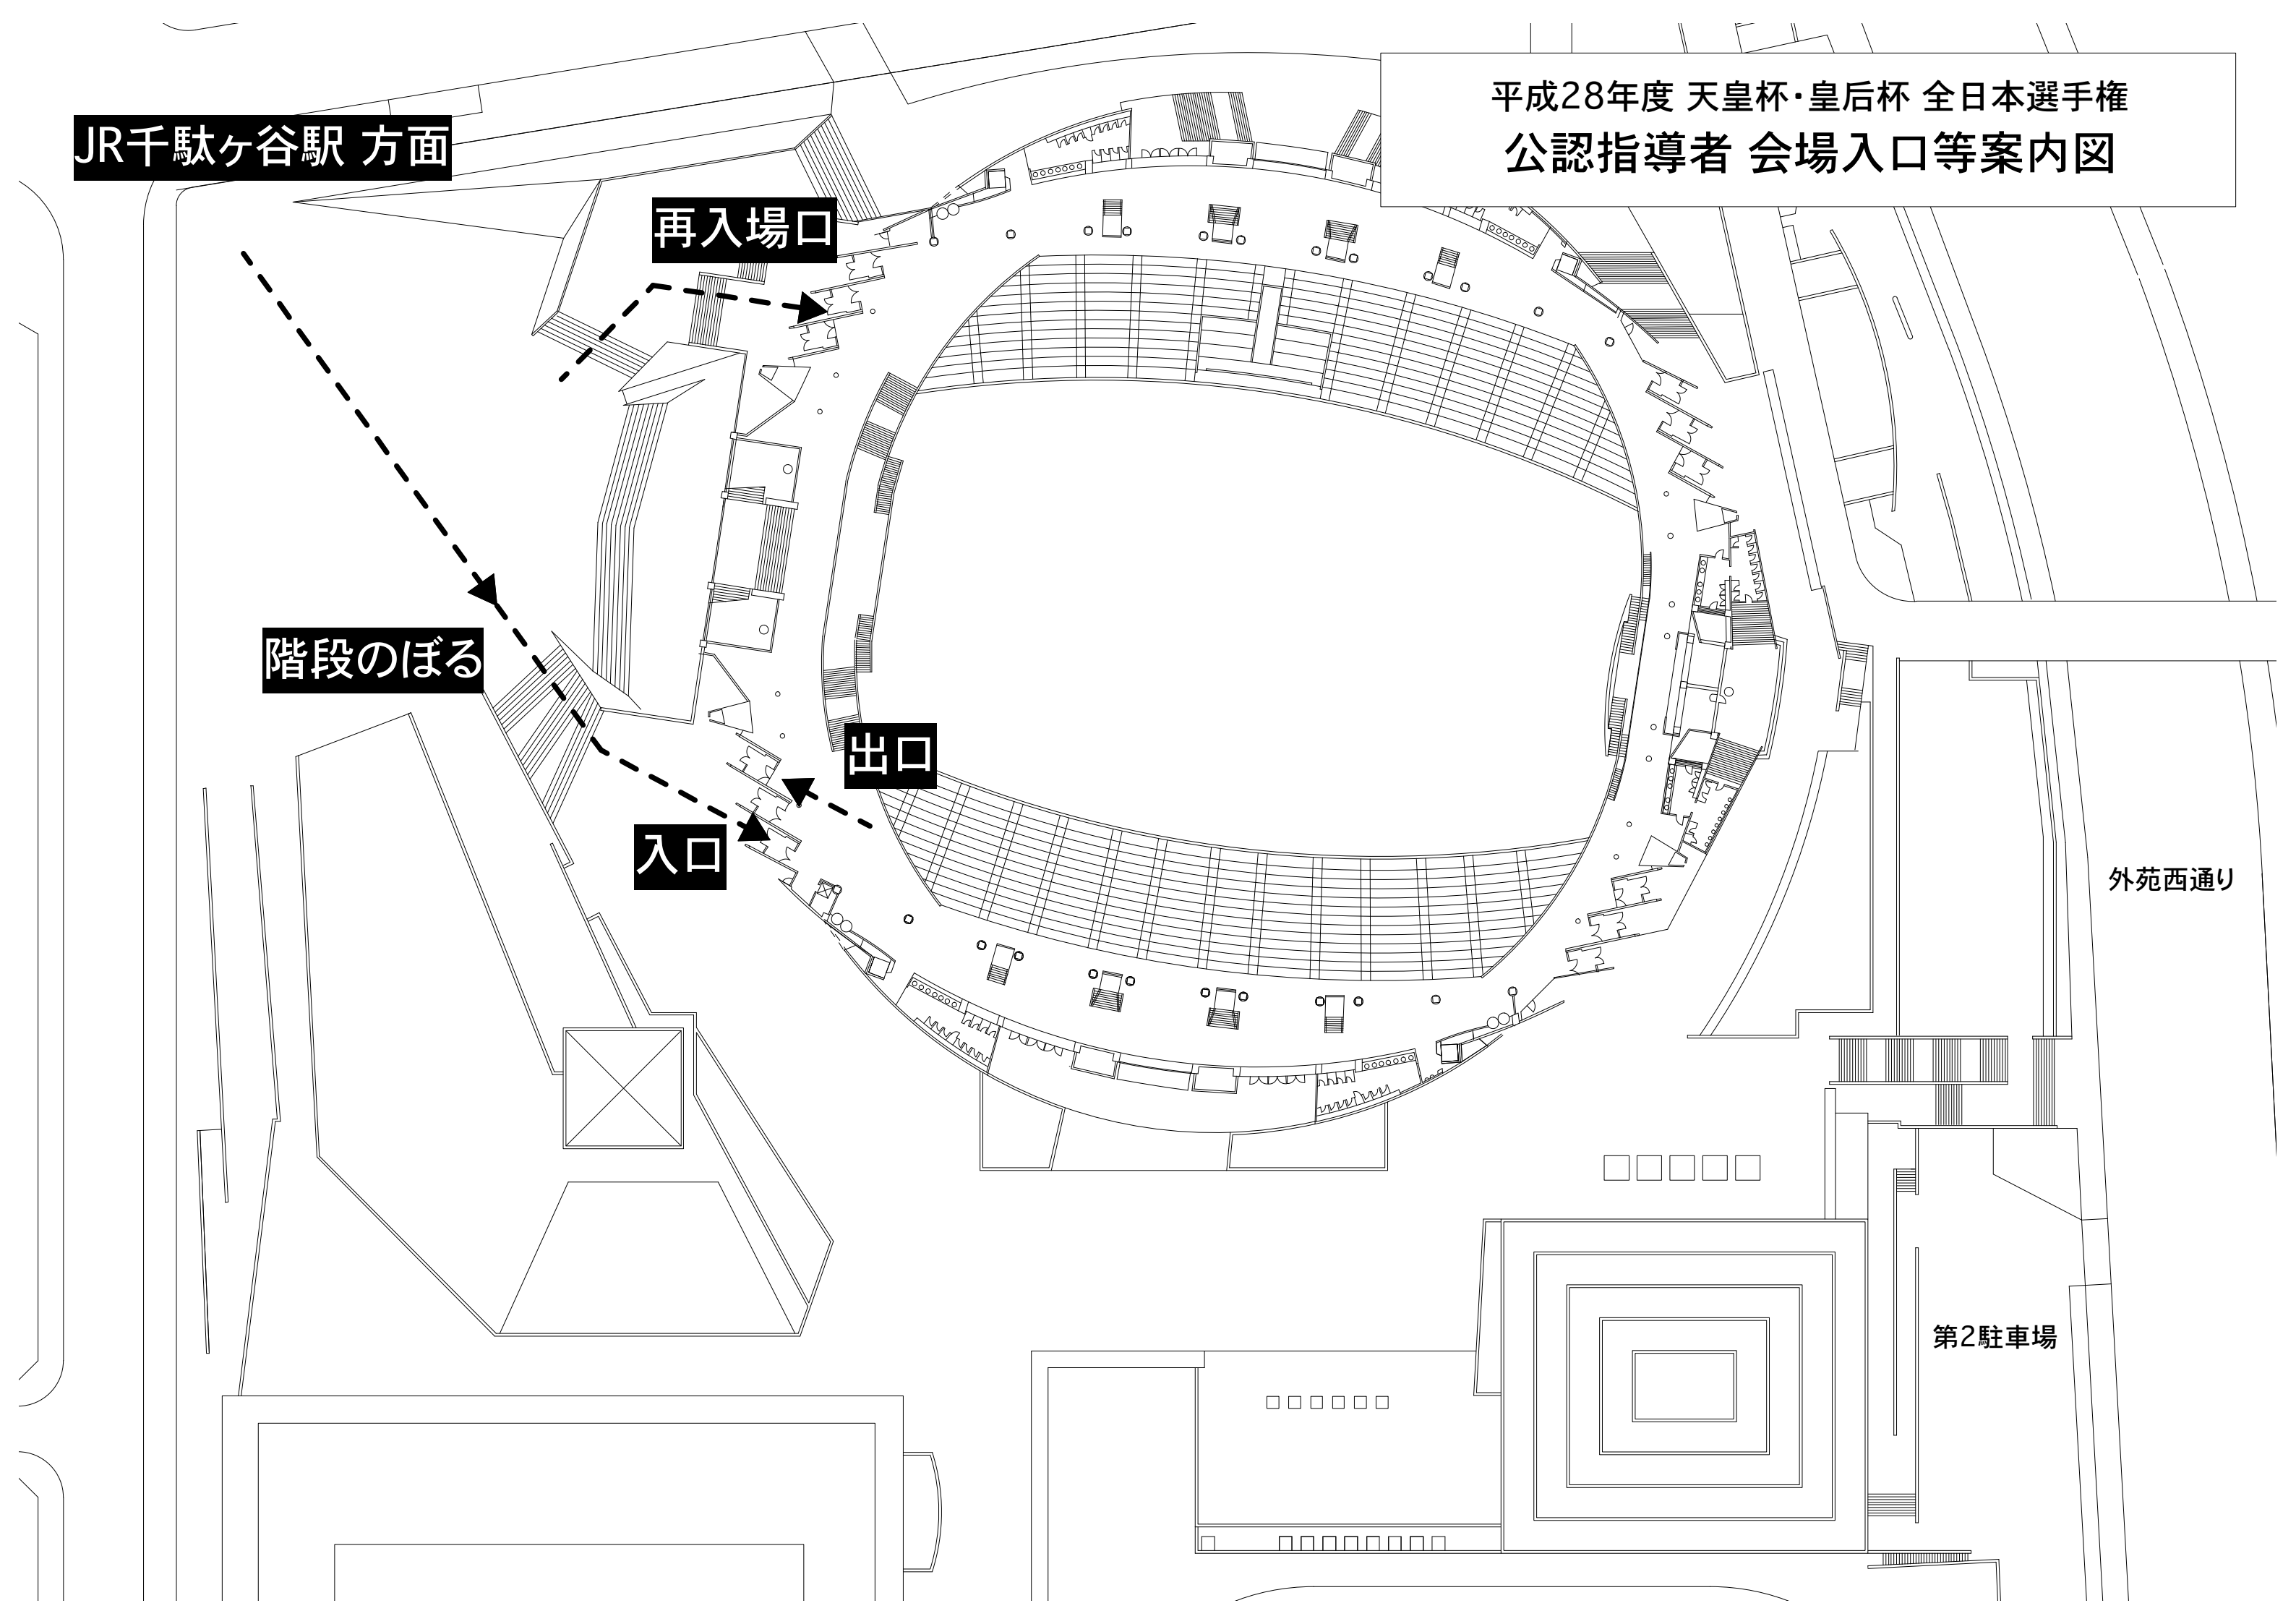 平成28年度 天皇杯・皇后杯 全日本選手権
公認指導者 会場入口等案内図
JR千駄ヶ谷駅 方面
再入場口
階段のぼる
出口
入口
外苑西通り
第2駐車場